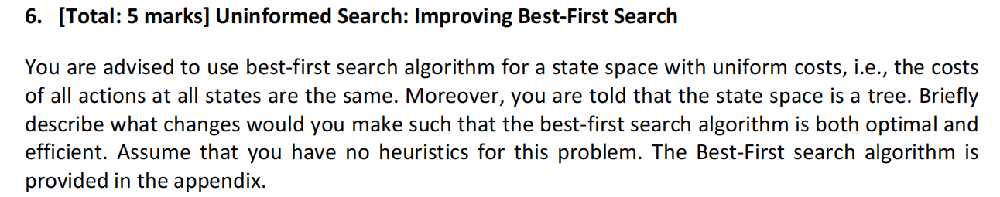 6. [Total: 5 marks] Uninformed Search: Improving Best-First Search
You are advised to use best-first search algorithm for a state space with uniform costs, i.e., the costs
of all actions at all states are the same. Moreover, you are told that the state space is a tree. Briefly
describe what changes would you make such that the best-first search algorithm is both optimal and
efficient. Assume that you have no heuristics for this problem. The Best-First search algorithm is
provided in the appendix.